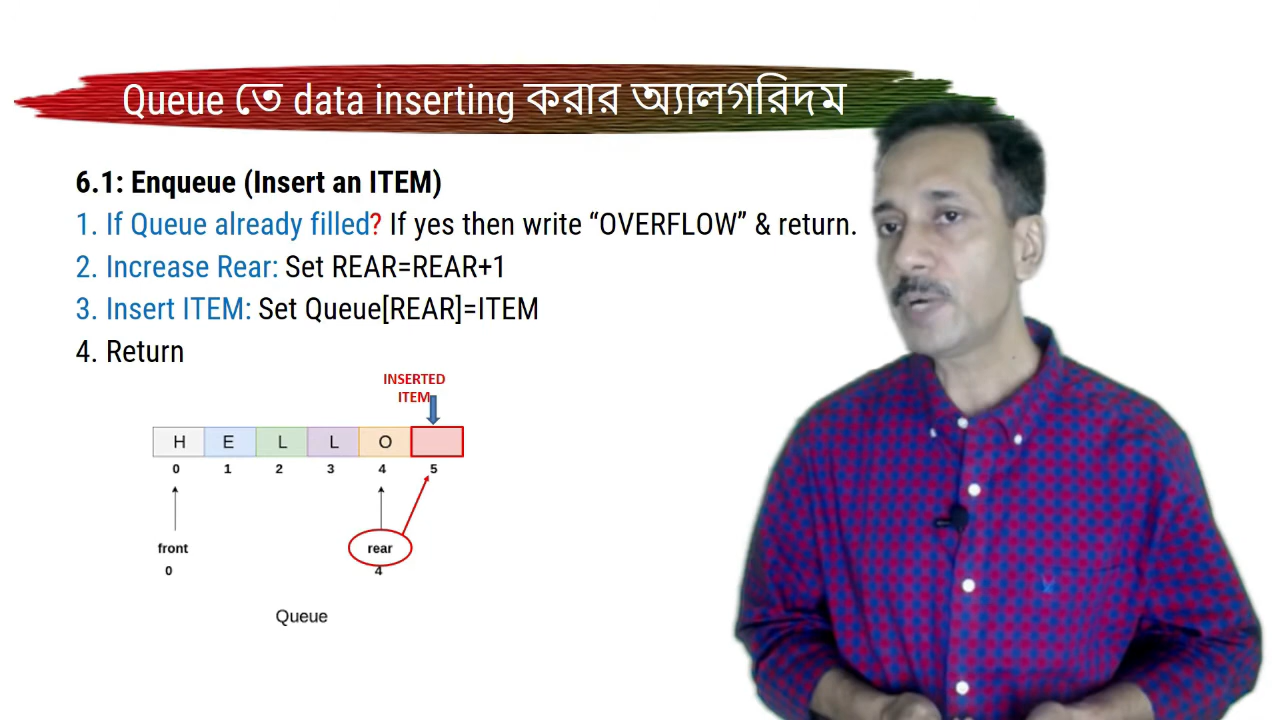 Queue তে data inserting করার অ্যালগরিদম
6.1: Enqueue (Insert an ITEM)
1. If Queue already filled? If yes then write “OVERFLOW” & return.
2. Increase Rear: Set REAR=REAR+1
3. Insert ITEM: Set Queue[REAR]=ITEM
4. Return
INSERTED
ITEM
H E L L O
0 1 2 3 4 5
front rear
0 4
Queue